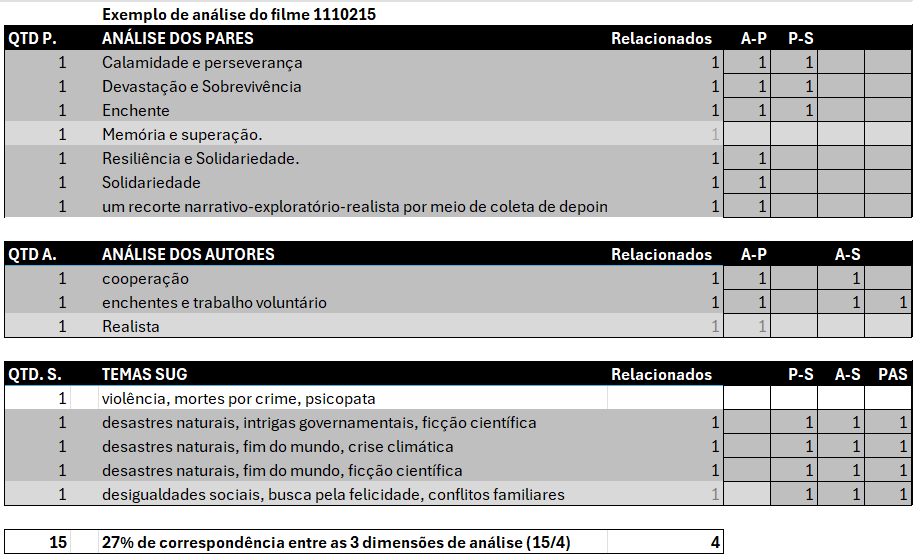 Exemplo de análise do filme 1110215
QTD P. ANÁLISE DOS PARES Relacionados A-P P-S
1 Calamidade e perseverança 1 1 1
1 Devastação e Sobrevivência 1 1 1
1 Enchente 1 1 1
1 Memória e superação. 1
1 Resiliência e Solidariedade. 1 1
1 Solidariedade 1 1
1 um recorte narrativo-exploratório-realista por meio de coleta de depoin 1 1
QTD A. ANÁLISE DOS AUTORES Relacionados A-P A-S
1 cooperação 1 1 1
1 enchentes e trabalho voluntário 1 1 1 1
1 Realista 1 1
QTD. S. TEMAS SUG Relacionados P-S A-S PAS
1 violência, mortes por crime, psicopata
1 desastres naturais, intrigas governamentais, ficção científica 1 1 1 1
1 desastres naturais, fim do mundo, crise climática 1 1 1 1
1 desastres naturais, fim do mundo, ficção científica 1 1 1 1
1 desigualdades sociais, busca pela felicidade, conflitos familiares 1 1 1 1
15 27% de correspondência entre as 3 dimensões de análise (15/4) 4